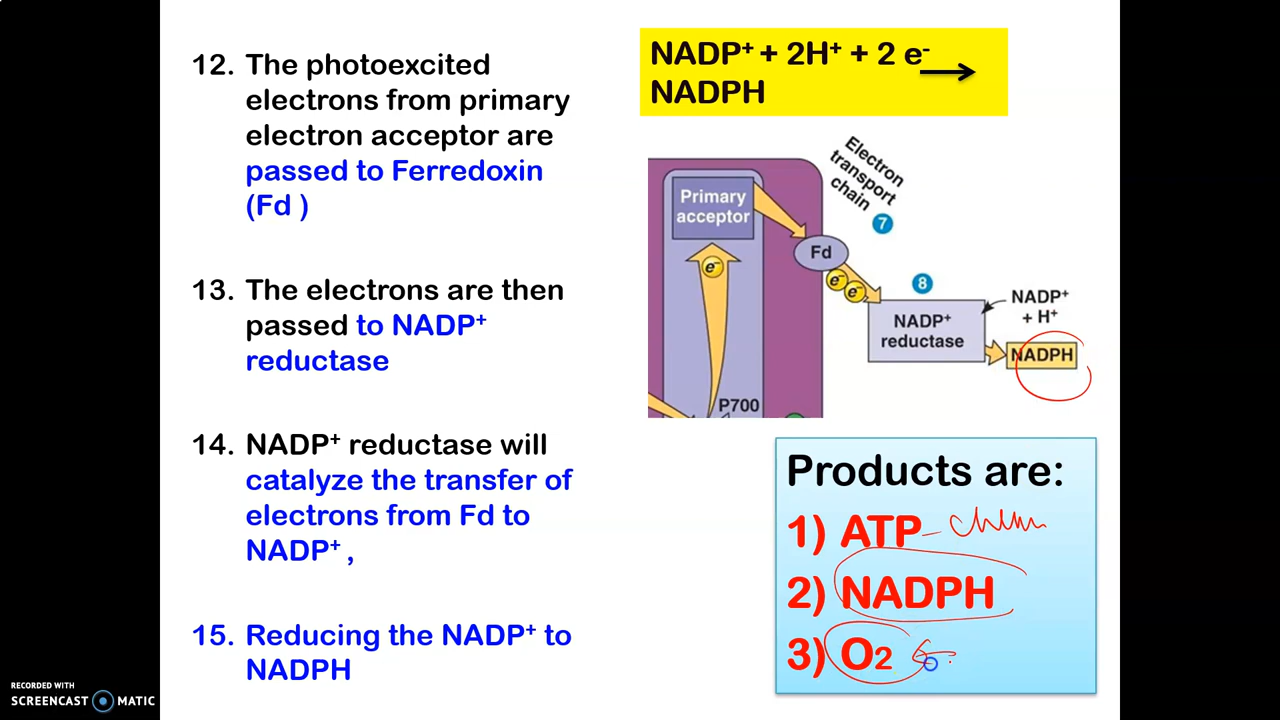 12. The photoexcited
electrons from primary
electron acceptor are
passed to Ferredoxin
(Fd )
13. The electrons are then
passed to NADP⁺
reductase
14. NADP⁺ reductase will
catalyze the transfer of
electrons from Fd to
NADP⁺ ,
15. Reducing the NADP⁺ to
NADPH
NADP⁺ + 2H⁺ + 2 e⁻ →
NADPH
Electron
transport
chain
7
Primary
acceptor
Fd
e⁻
e⁻
e⁻
8
NADP⁺
+ H⁺
NADP⁺
reductase
NADPH
P700
Products are:
1) ATP -
2) NADPH
3) O2
RECORDED WITH
SCREENCAST MATIC